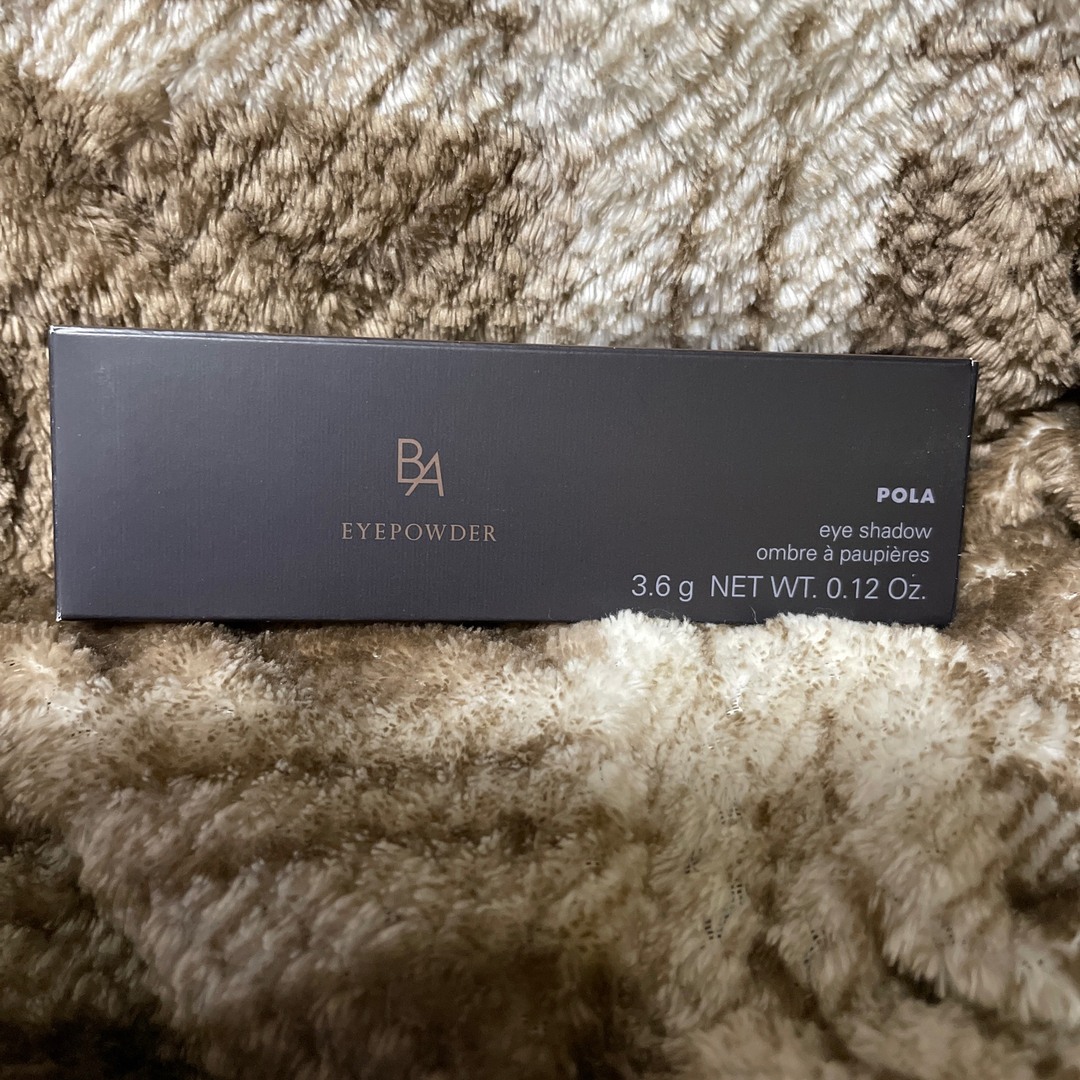 BA
EYEPOWDER
POLA
eye shadow
ombre à paupières
3.6 g NET WT. 0.12 Oz.